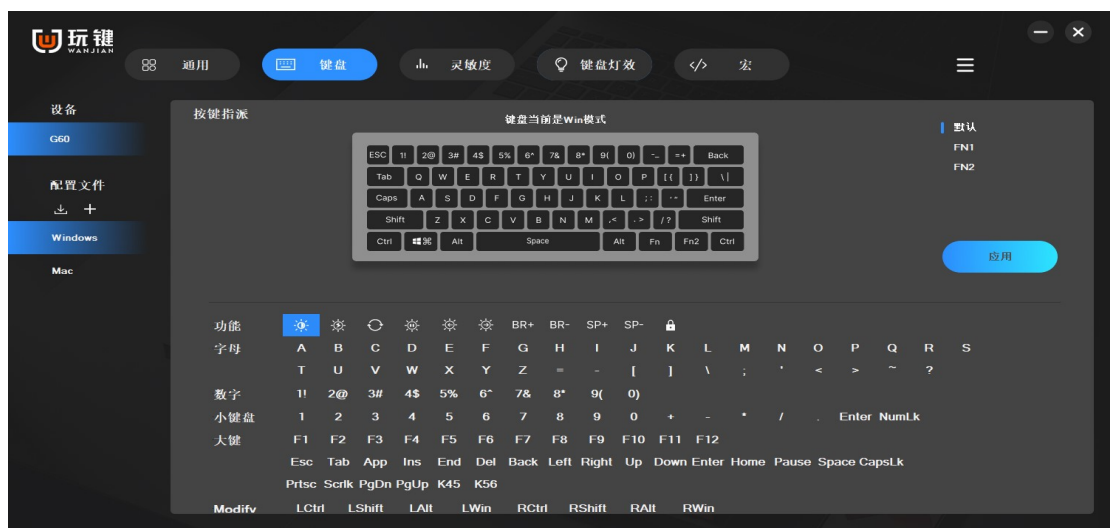 玩键
WANJIAN
通用 键盘 灵敏度 键盘灯效 宏
设备
G60
配置文件
Windows
Mac
按键指派
键盘当前是Win模式
ESC 1! 2@ 3# 4$ 5% 6^ 7& 8* 9( 0) -_ =+ Back
Tab Q W E R T Y U I O P [{ ]} \|
Caps A S D F G H J K L ;: '" Enter
Shift Z X C V B N M ,< .> /? Shift
Ctrl ⌘ Alt Space Alt Fn Fn2 Ctrl
默认
FN1
FN2
应用
功能 BR+ BR- SP+ SP-
字母 A B C D E F G H I J K L M N O P Q R S
T U V W X Y Z = - [ ] \ ; ' < > ~ ?
数字 1! 2@ 3# 4$ 5% 6^ 7& 8* 9( 0)
小键盘 1 2 3 4 5 6 7 8 9 0 + - * / . Enter NumLk
大键 F1 F2 F3 F4 F5 F6 F7 F8 F9 F10 F11 F12
Esc Tab App Ins End Del Back Left Right Up Down Enter Home Pause Space CapsLk
Prtsc Scrlk PgDn PgUp K45 K56
Modify LCtrl LShift LAlt LWin RCtrl RShift RAlt RWin